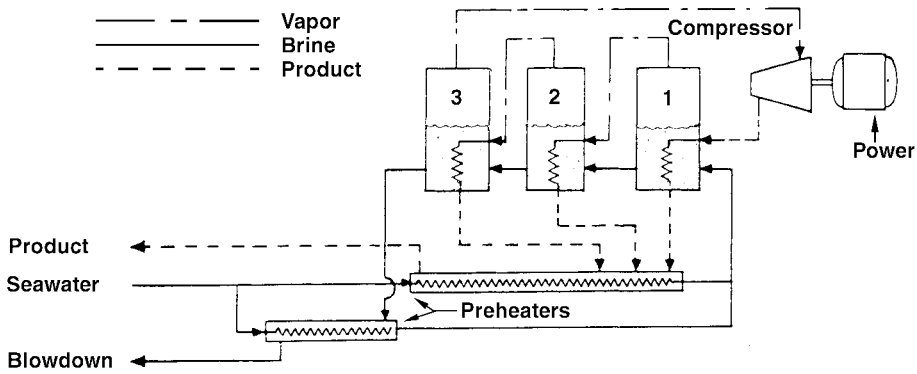 Vapor
Brine
Product
Compressor
3
2
1
Power
Product
Seawater
Preheaters
Blowdown